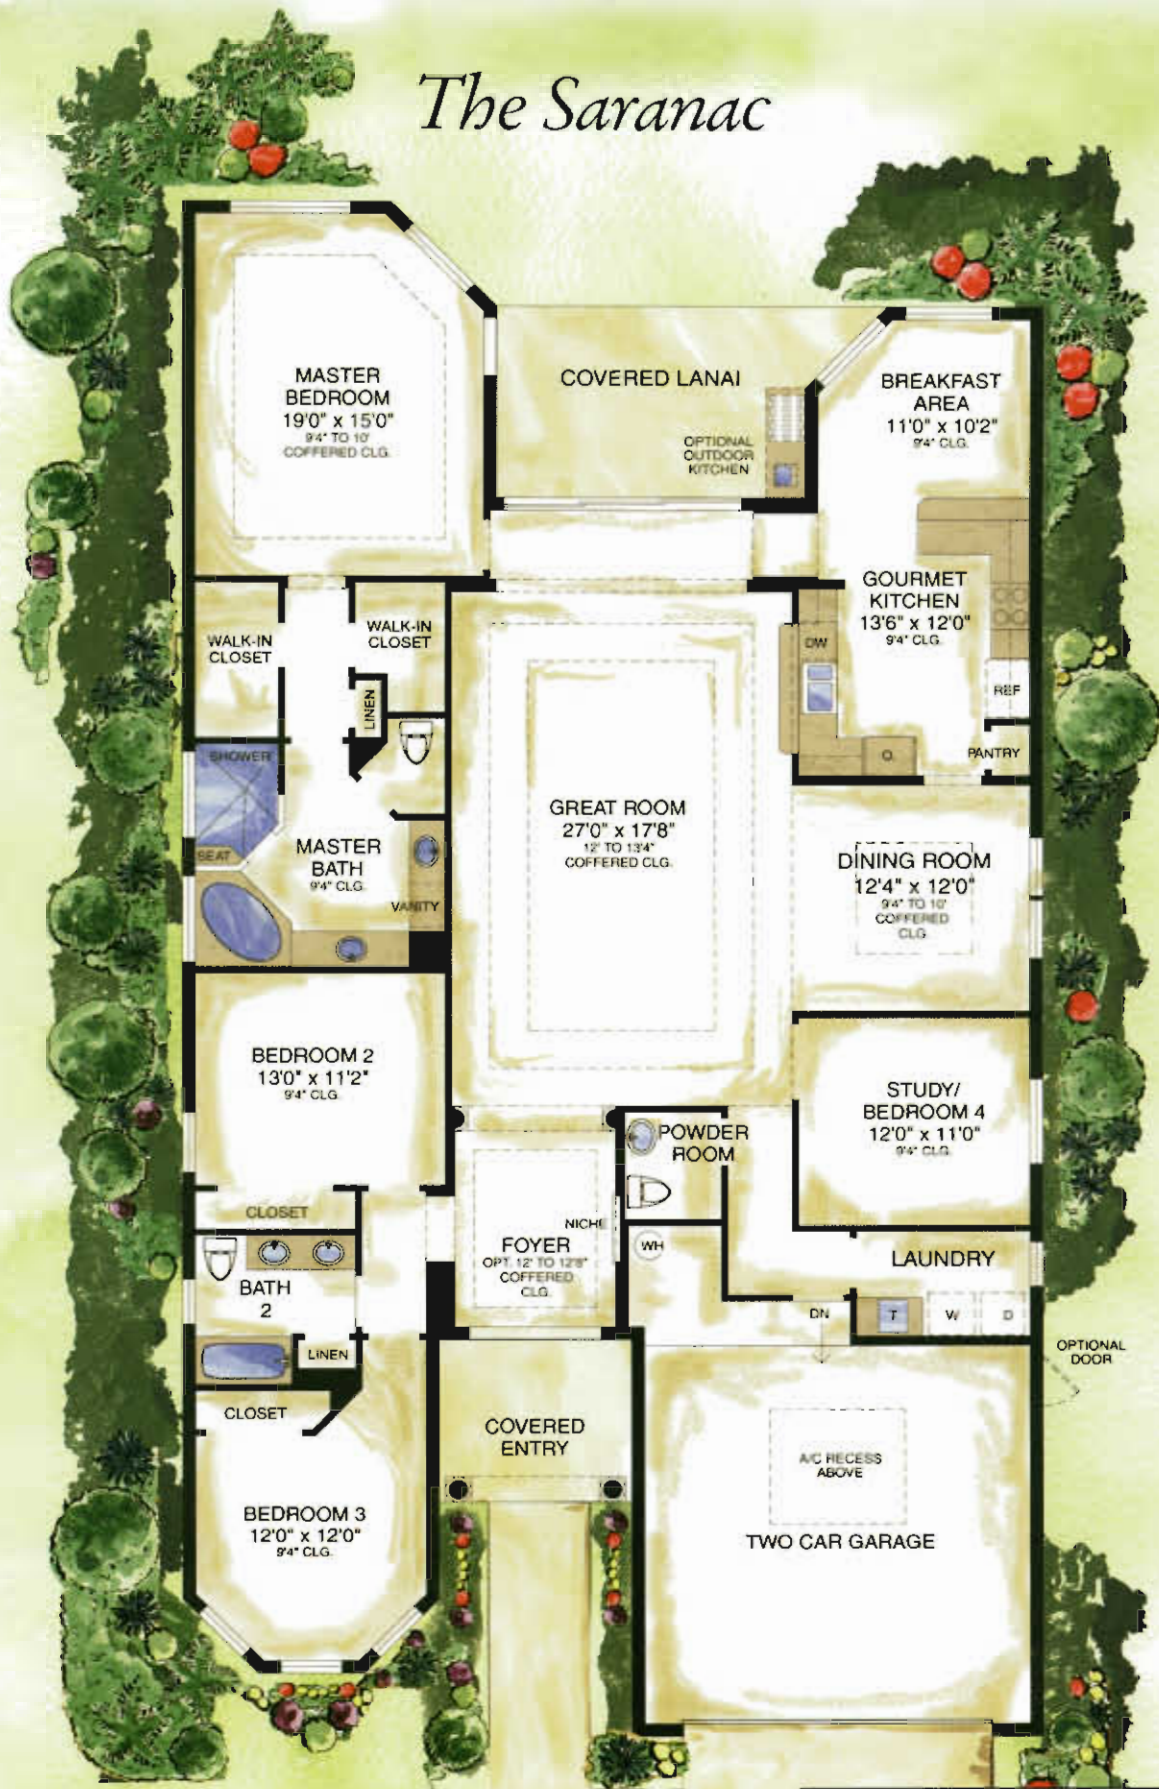 The Saranac
MASTER
BEDROOM
19'0" x 15'0"
9'4" TO 10'
COFFERED CLG.
COVERED LANAI
OPTIONAL
OUTDOOR
KITCHEN
BREAKFAST
AREA
11'0" x 10'2"
9'4" CLG.
GOURMET
KITCHEN
13'6" x 12'0"
9'4" CLG.
DW
REF
PANTRY
O.
WALK-IN
CLOSET
WALK-IN
CLOSET
LINEN
SHOWER
SEAT
MASTER
BATH
9'4" CLG.
VANITY
GREAT ROOM
27'0" x 17'8"
12' TO 13'4"
COFFERED CLG.
DINING ROOM
12'4" x 12'0"
9'4" TO 10'
COFFERED
CLG.
BEDROOM 2
13'0" x 11'2"
9'4" CLG.
CLOSET
STUDY/
BEDROOM 4
12'0" x 11'0"
9'4" CLG.
POWDER
ROOM
NICHE
FOYER
OPT. 12' TO 12'8"
COFFERED
CLG.
WH
LAUNDRY
DN
T
W
D
OPTIONAL
DOOR
BATH
2
LINEN
CLOSET
COVERED
ENTRY
A/C RECESS
ABOVE
TWO CAR GARAGE
BEDROOM 3
12'0" x 12'0"
9'4" CLG.